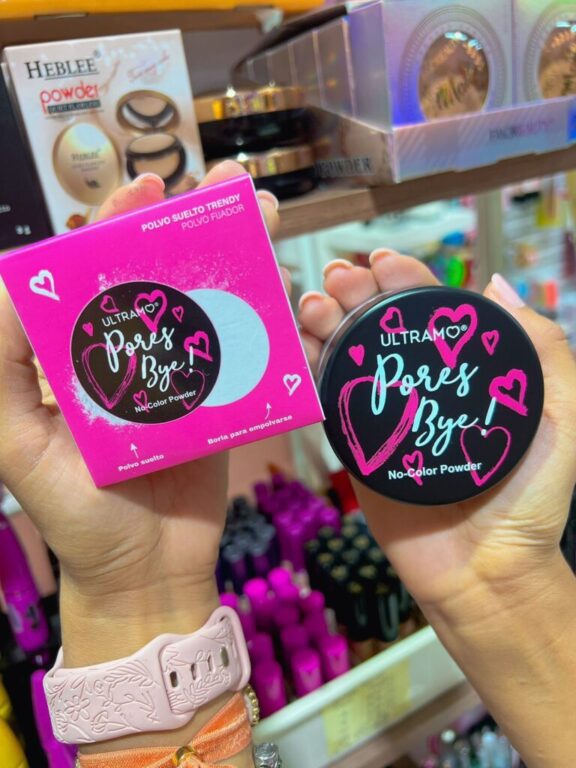 HEBLEE
powder
HEBLEE
POWDER
POLVO SUELTO TRENDY
POLVO FIJADOR
ULTRAMO®
Pores
Bye!
No-Color Powder
Polvo suelto
Borla para empolvarse
ULTRAMO®
Pores
Bye!
No-Color Powder